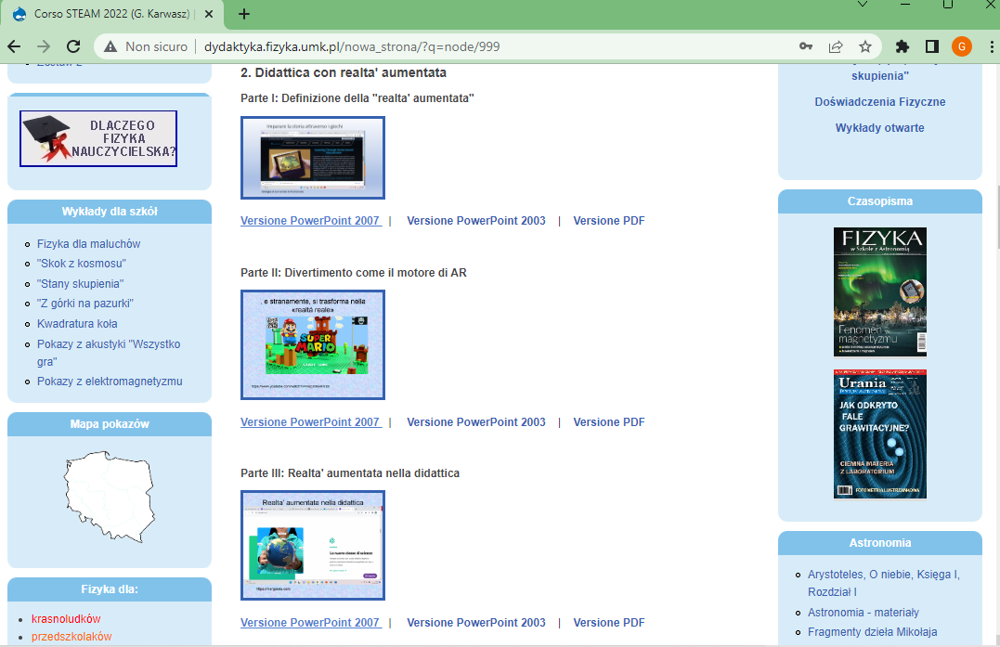 Corso STEAM 2022 (G. Karwasz)
Non sicuro
dydaktyka.fizyka.umk.pl/nowa_strona/?q=node/999
G
Zestaw 2
DLACZEGO
FIZYKA
NAUCZYCIELSKA?
Wykłady dla szkół
Fizyka dla maluchów
"Skok z kosmosu"
"Stany skupienia"
"Z górki na pazurki"
Kwadratura koła
Pokazy z akustyki "Wszystko
gra"
Pokazy z elektromagnetyzmu
Mapa pokazów
Fizyka dla:
krasnoludków
przedszkolaków
2. Didattica con realta' aumentata
Parte I: Definizione della "realta' aumentata"
Imparare la storia attraverso i giochi
Versione PowerPoint 2007 | Versione PowerPoint 2003 | Versione PDF
Parte II: Divertimento come il motore di AR
, e stranamente, si trasforma nella
«realtà reale»
SUPER
MARIO
Versione PowerPoint 2007 | Versione PowerPoint 2003 | Versione PDF
Parte III: Realta' aumentata nella didattica
Realta' aumentata nella didattica
Versione PowerPoint 2007 | Versione PowerPoint 2003 | Versione PDF
skupienia"
Doświadczenia Fizyczne
Wykłady otwarte
Czasopisma
FIZYKA
w Szkole z Astronomią
Fenomen
magnetyzmu
Urania
JAK ODKRYTO
FALE
GRAWITACYJNE?
CIEMNA MATERIA
Z LABORATORIUM
FOTOMETRIA LUSTRZANKOWA
Astronomia
Arystoteles, O niebie, Księga I,
Rozdział I
Astronomia - materiały
Fragmenty dzieła Mikołaja